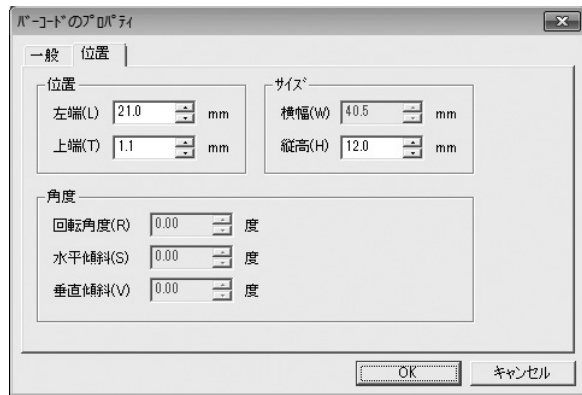 ﾊﾞｰｺｰﾄﾞのﾌﾟﾛﾊﾟﾃｨ
一般 位置
位置 ｻｲｽﾞ
左端(L) 21.0 mm 横幅(W) 40.5 mm
上端(T) 1.1 mm 縦高(H) 12.0 mm
角度
回転角度(R) 0.00 度
水平傾斜(S) 0.00 度
垂直傾斜(V) 0.00 度
OK キャンセル